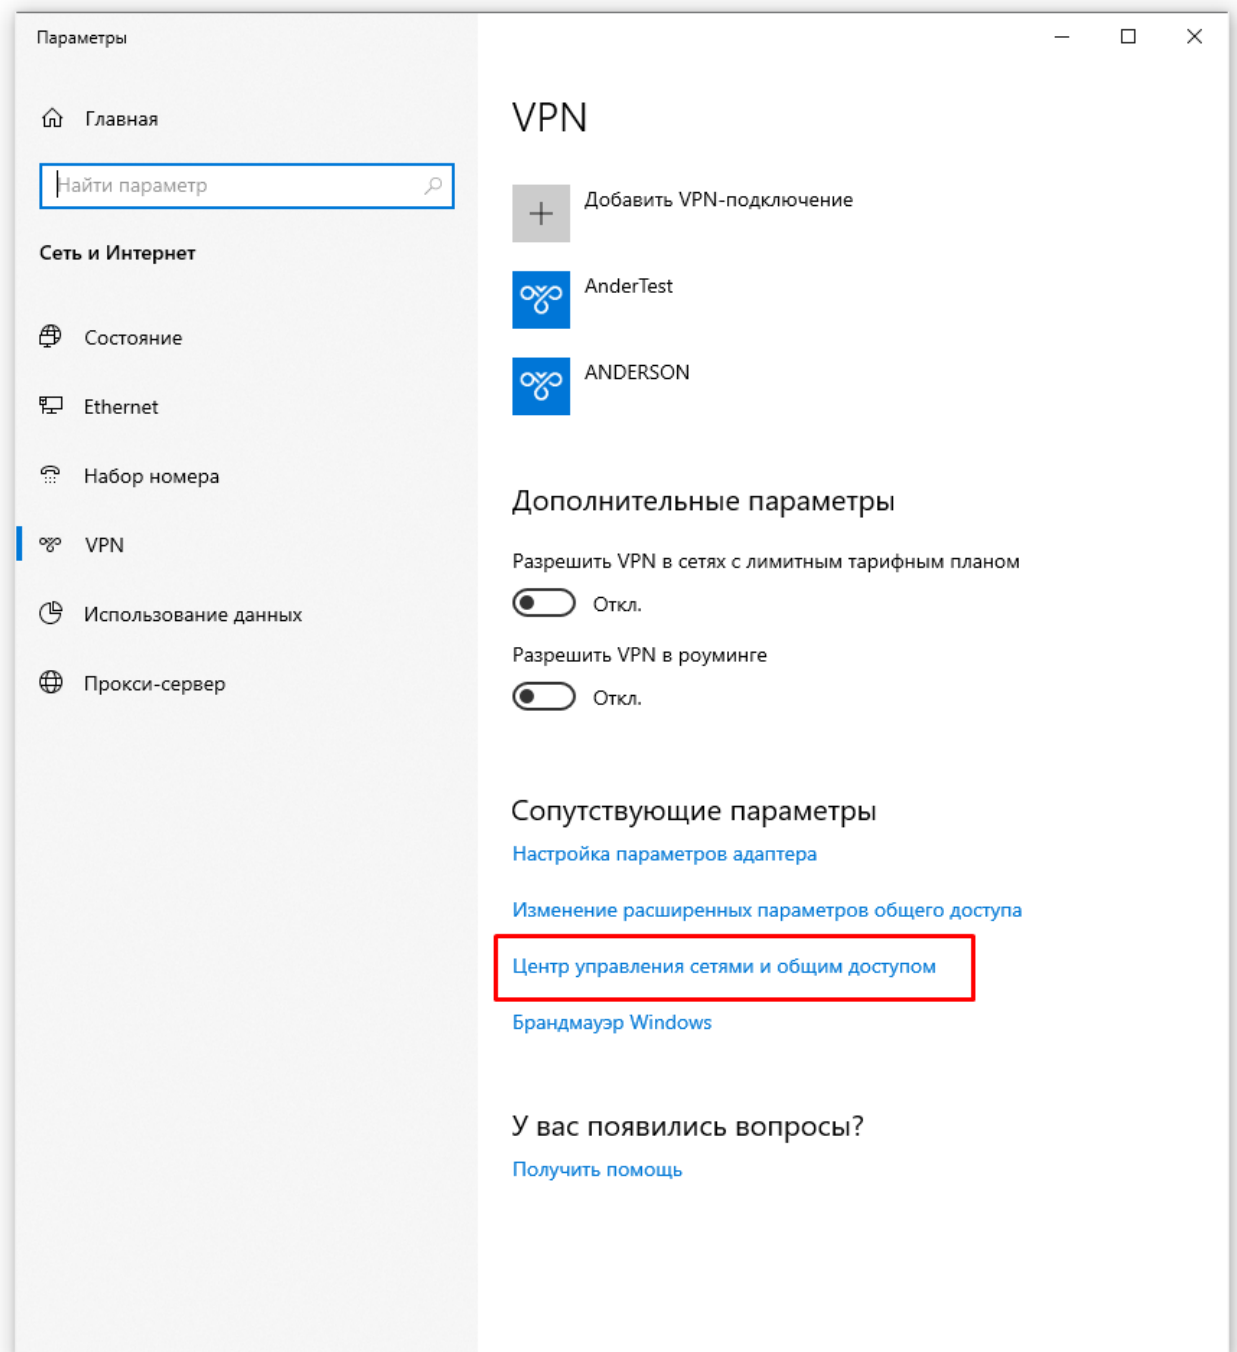 Параметры
Главная
Найти параметр
Сеть и Интернет
Состояние
Ethernet
Набор номера
VPN
Использование данных
Прокси-сервер
VPN
Добавить VPN-подключение
AnderTest
ANDERSON
Дополнительные параметры
Разрешить VPN в сетях с лимитным тарифным планом
Откл.
Разрешить VPN в роуминге
Откл.
Сопутствующие параметры
Настройка параметров адаптера
Изменение расширенных параметров общего доступа
Центр управления сетями и общим доступом
Брандмауэр Windows
У вас появились вопросы?
Получить помощь